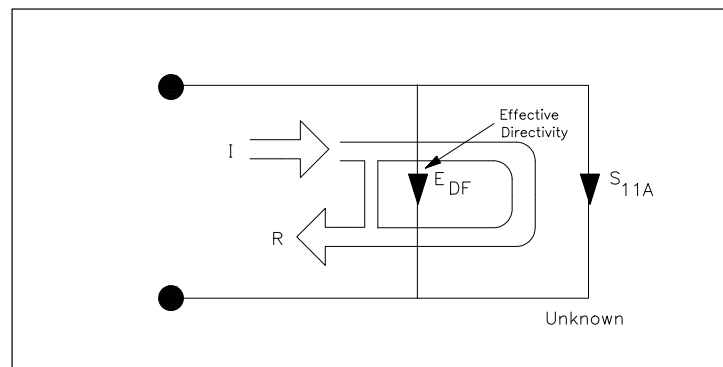 Effective
Directivity
I
E DF
S 11A
R
Unknown